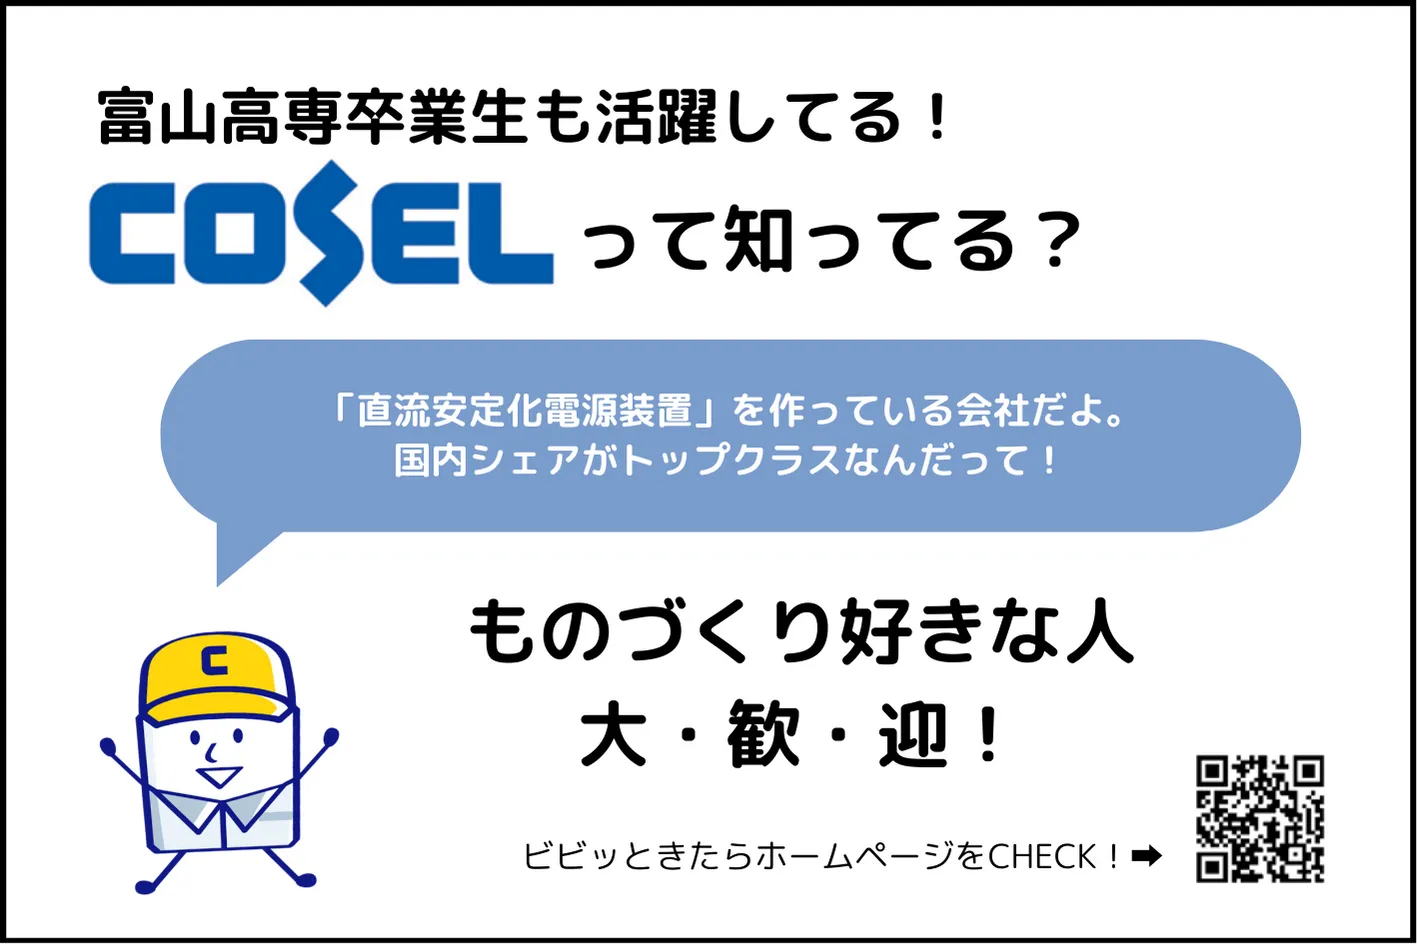 富山高専卒業生も活躍してる！
COSELって知ってる？
「直流安定化電源装置」を作っている会社だよ。
国内シェアがトップクラスなんだって！
C
ものづくり好きな人
大・歓・迎！
ビビッときたらホームページをCHECK！➡